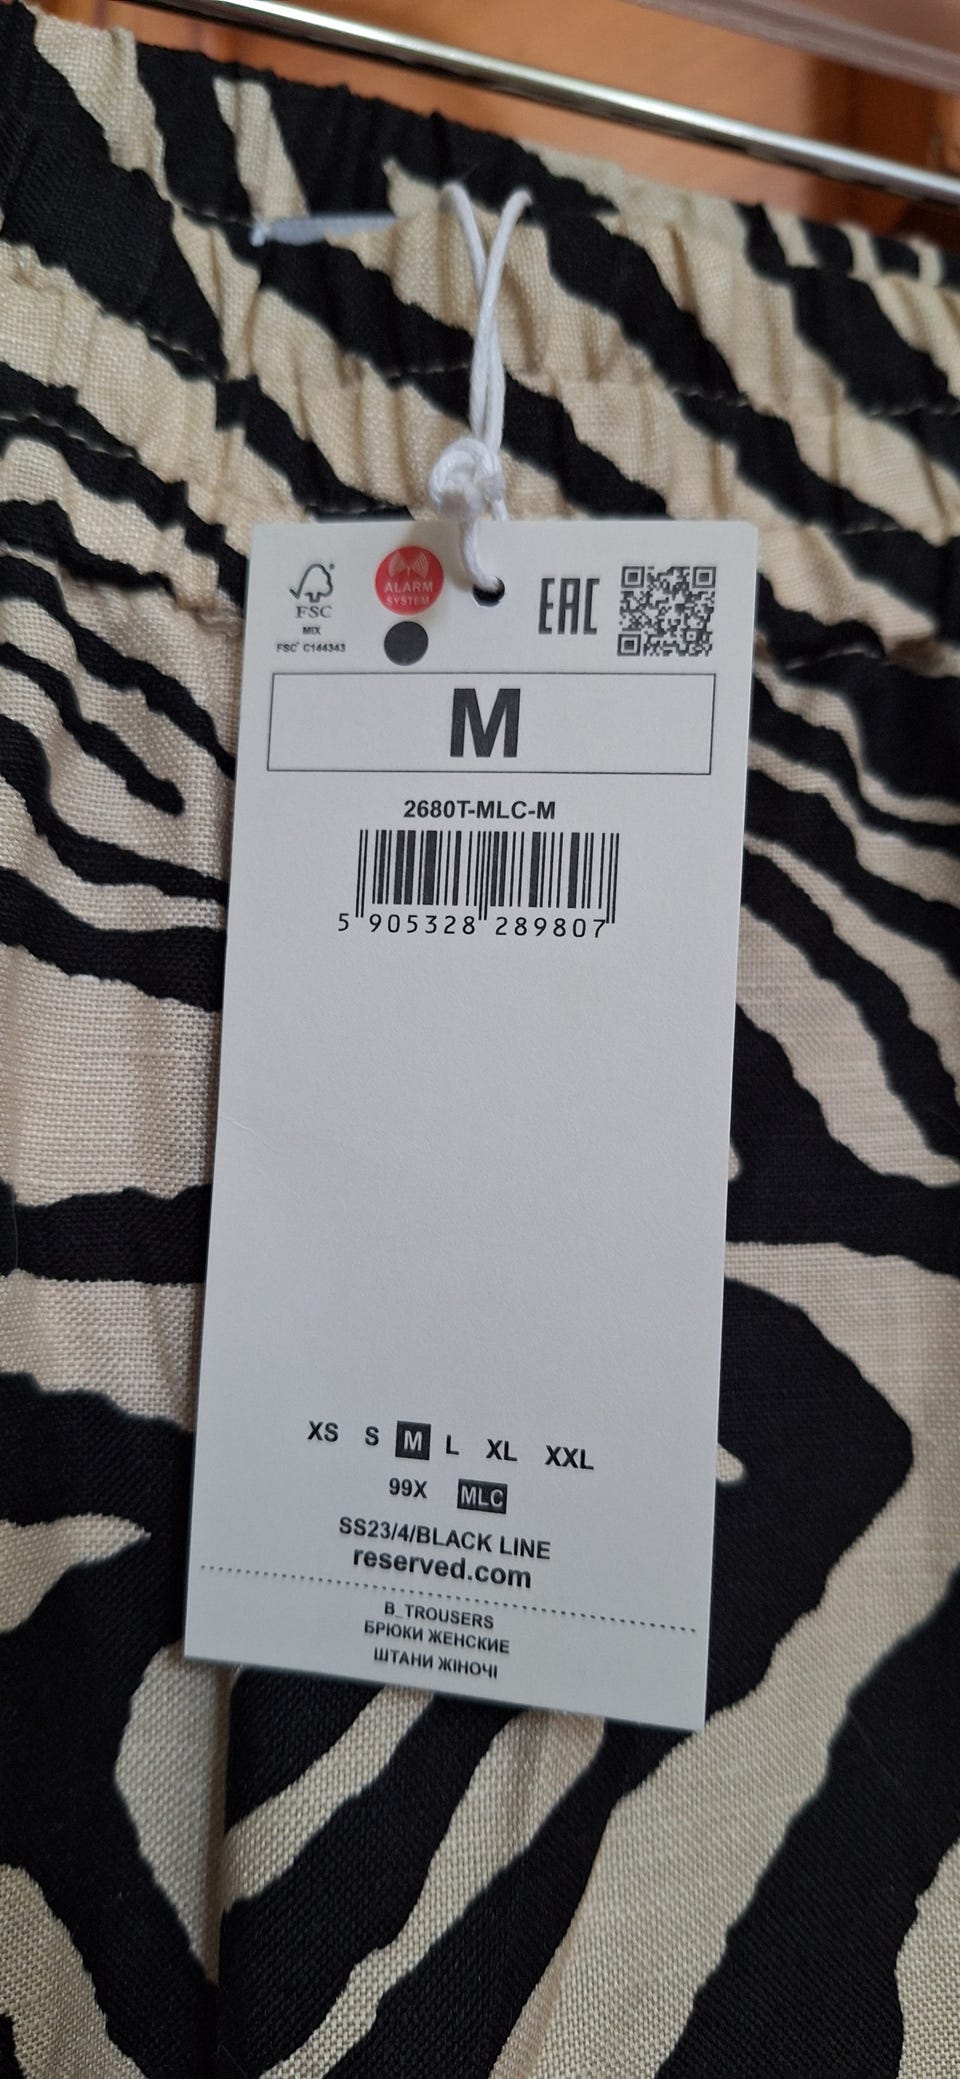 FSC®
MIX
FSC® C144343
ALARM
SYSTEM
EAC
M
2680T-MLC-M
5 905328 289807
XS S M L XL XXL
99X MLC
SS23/4/BLACK LINE
reserved.com
B_TROUSERS
БРЮКИ ЖЕНСКИЕ
ШТАНИ ЖІНОЧІ